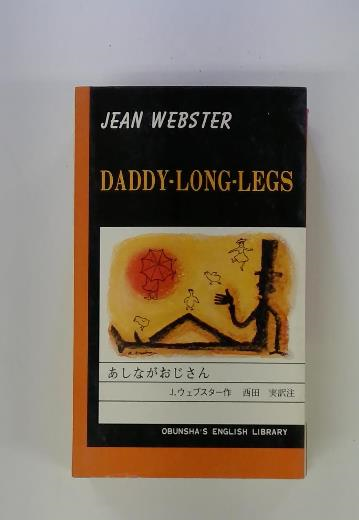 JEAN WEBSTER
DADDY-LONG-LEGS
あしながおじさん
J.ウェブスター作 西田 実訳注
OBUNSHA'S ENGLISH LIBRARY